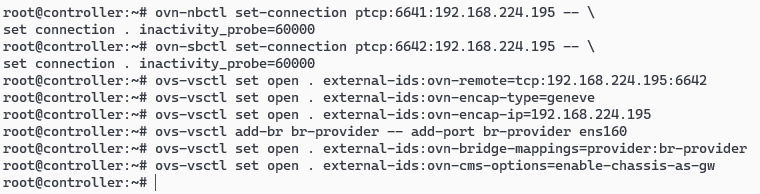 root@controller:~# ovn-nbctl set-connection ptcp:6641:192.168.224.195 -- \
set connection . inactivity_probe=60000
root@controller:~# ovn-sbctl set-connection ptcp:6642:192.168.224.195 -- \
set connection . inactivity_probe=60000
root@controller:~# ovs-vsctl set open . external-ids:ovn-remote=tcp:192.168.224.195:6642
root@controller:~# ovs-vsctl set open . external-ids:ovn-encap-type=geneve
root@controller:~# ovs-vsctl set open . external-ids:ovn-encap-ip=192.168.224.195
root@controller:~# ovs-vsctl add-br br-provider -- add-port br-provider ens160
root@controller:~# ovs-vsctl set open . external-ids:ovn-bridge-mappings=provider:br-provider
root@controller:~# ovs-vsctl set open . external-ids:ovn-cms-options=enable-chassis-as-gw
root@controller:~#